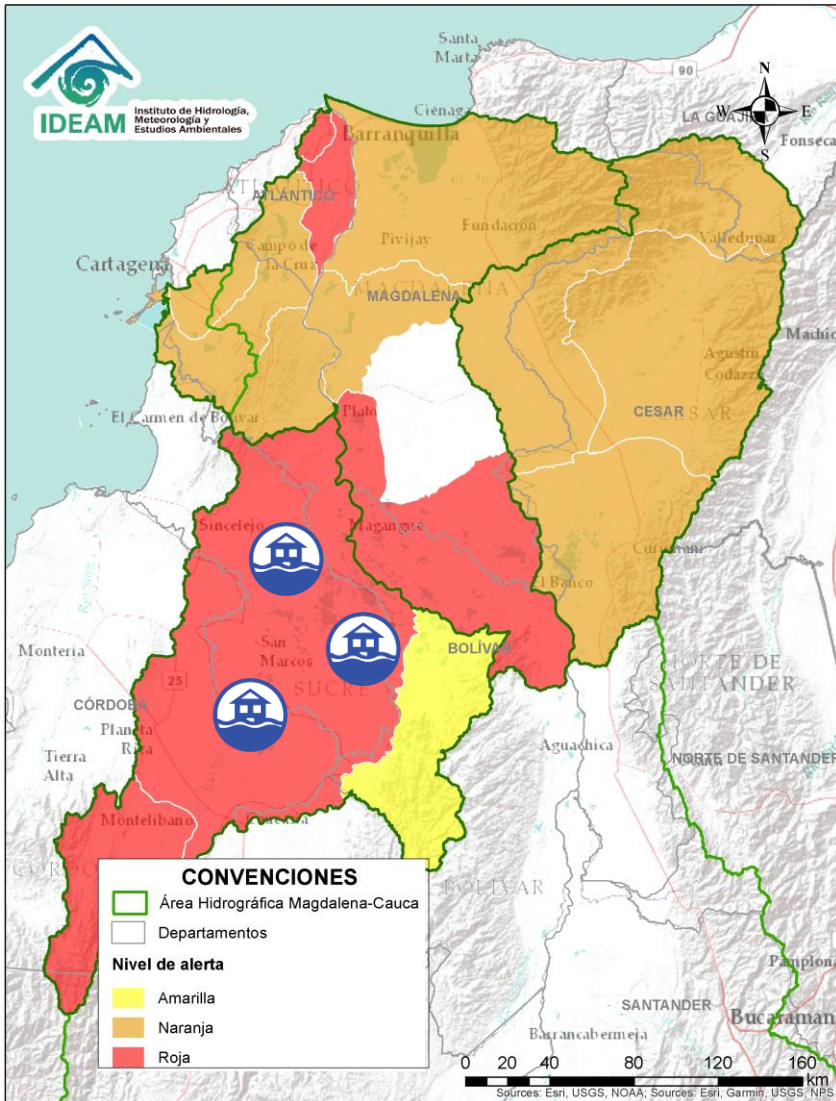 IDEAM
Instituto de Hidrología,
Meteorología y
Estudios Ambientales
Santa
Marta
90
N
W
E
S
LA GUAJI
Ciénaga
Fonseca
Barranquilla
ATLÁNTICO
Valledupar
Fundación
Pivijay
Campo de
la Cruz
Cartagena
MAGDALENA
Machiq
Agustín
Codazzi
El Carmen de Bolívar
Plato
CESAR
Sincelejo
Magangué
Curumaní
El Banco
San
Marcos
BOLÍVAR
Montería
25
SUCRE
NORTE DE
SANTANDER
CÓRDOBA
Planeta
Rica
Tierra
Alta
Aguachica
NORTE DE SANTANDER
Montelíbano
Caucasia
BOLÍVAR
CONVENCIONES
Área Hidrográfica Magdalena-Cauca
Departamentos
Nivel de alerta
Amarilla
Naranja
Roja
Pamplona
SANTANDER
Bucaraman
Barrancabermeja
0 20 40 80 120 160
km
Sources: Esri, USGS, NOAA; Sources: Esri, Garmin, USGS, NPS